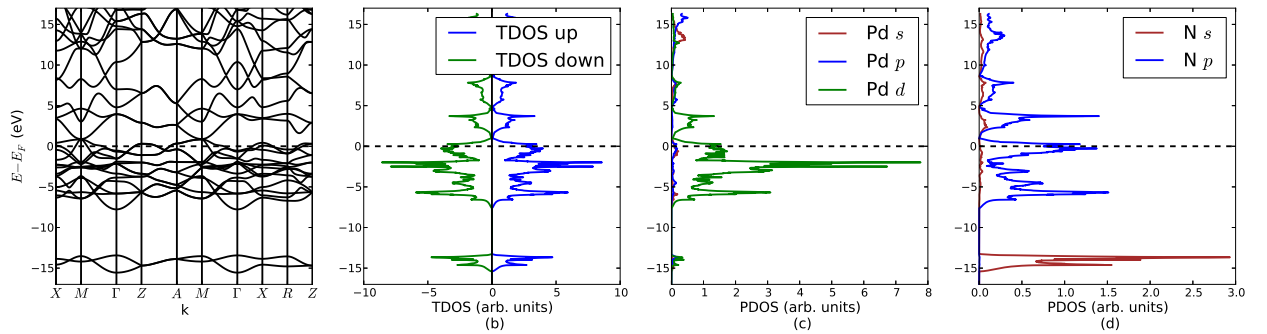 15
10
5
0
−5
−10
−15
E−E_F (eV)
X M Γ Z A M Γ X R Z
k
TDOS up
TDOS down
15
10
5
0
−5
−10
−15
−10 −5 0 5 10
TDOS (arb. units)
(b)
Pd s
Pd p
Pd d
15
10
5
0
−5
−10
−15
0 1 2 3 4 5 6 7 8
PDOS (arb. units)
(c)
N s
N p
15
10
5
0
−5
−10
−15
0.0 0.5 1.0 1.5 2.0 2.5 3.0
PDOS (arb. units)
(d)